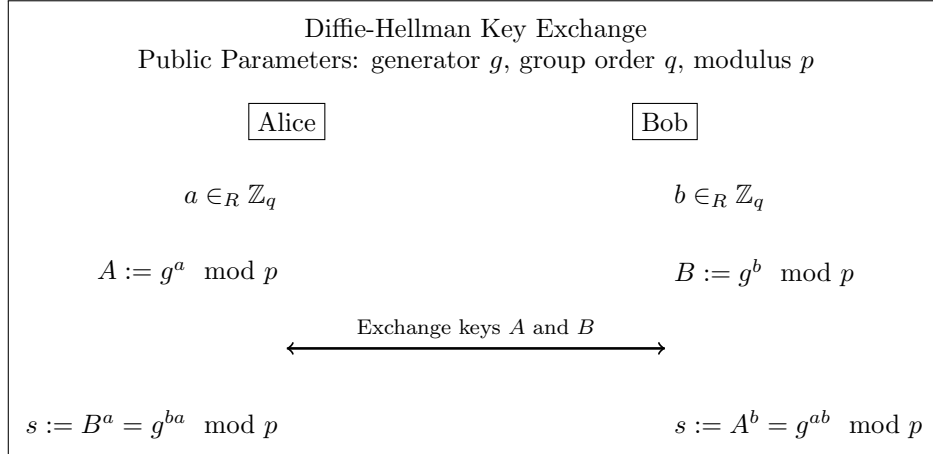 Diffie-Hellman Key Exchange
Public Parameters: generator g, group order q, modulus p
Alice Bob
a ∈_R ℤ_q b ∈_R ℤ_q
A := g^a mod p B := g^b mod p
Exchange keys A and B
s := B^a = g^{ba} mod p s := A^b = g^{ab} mod p